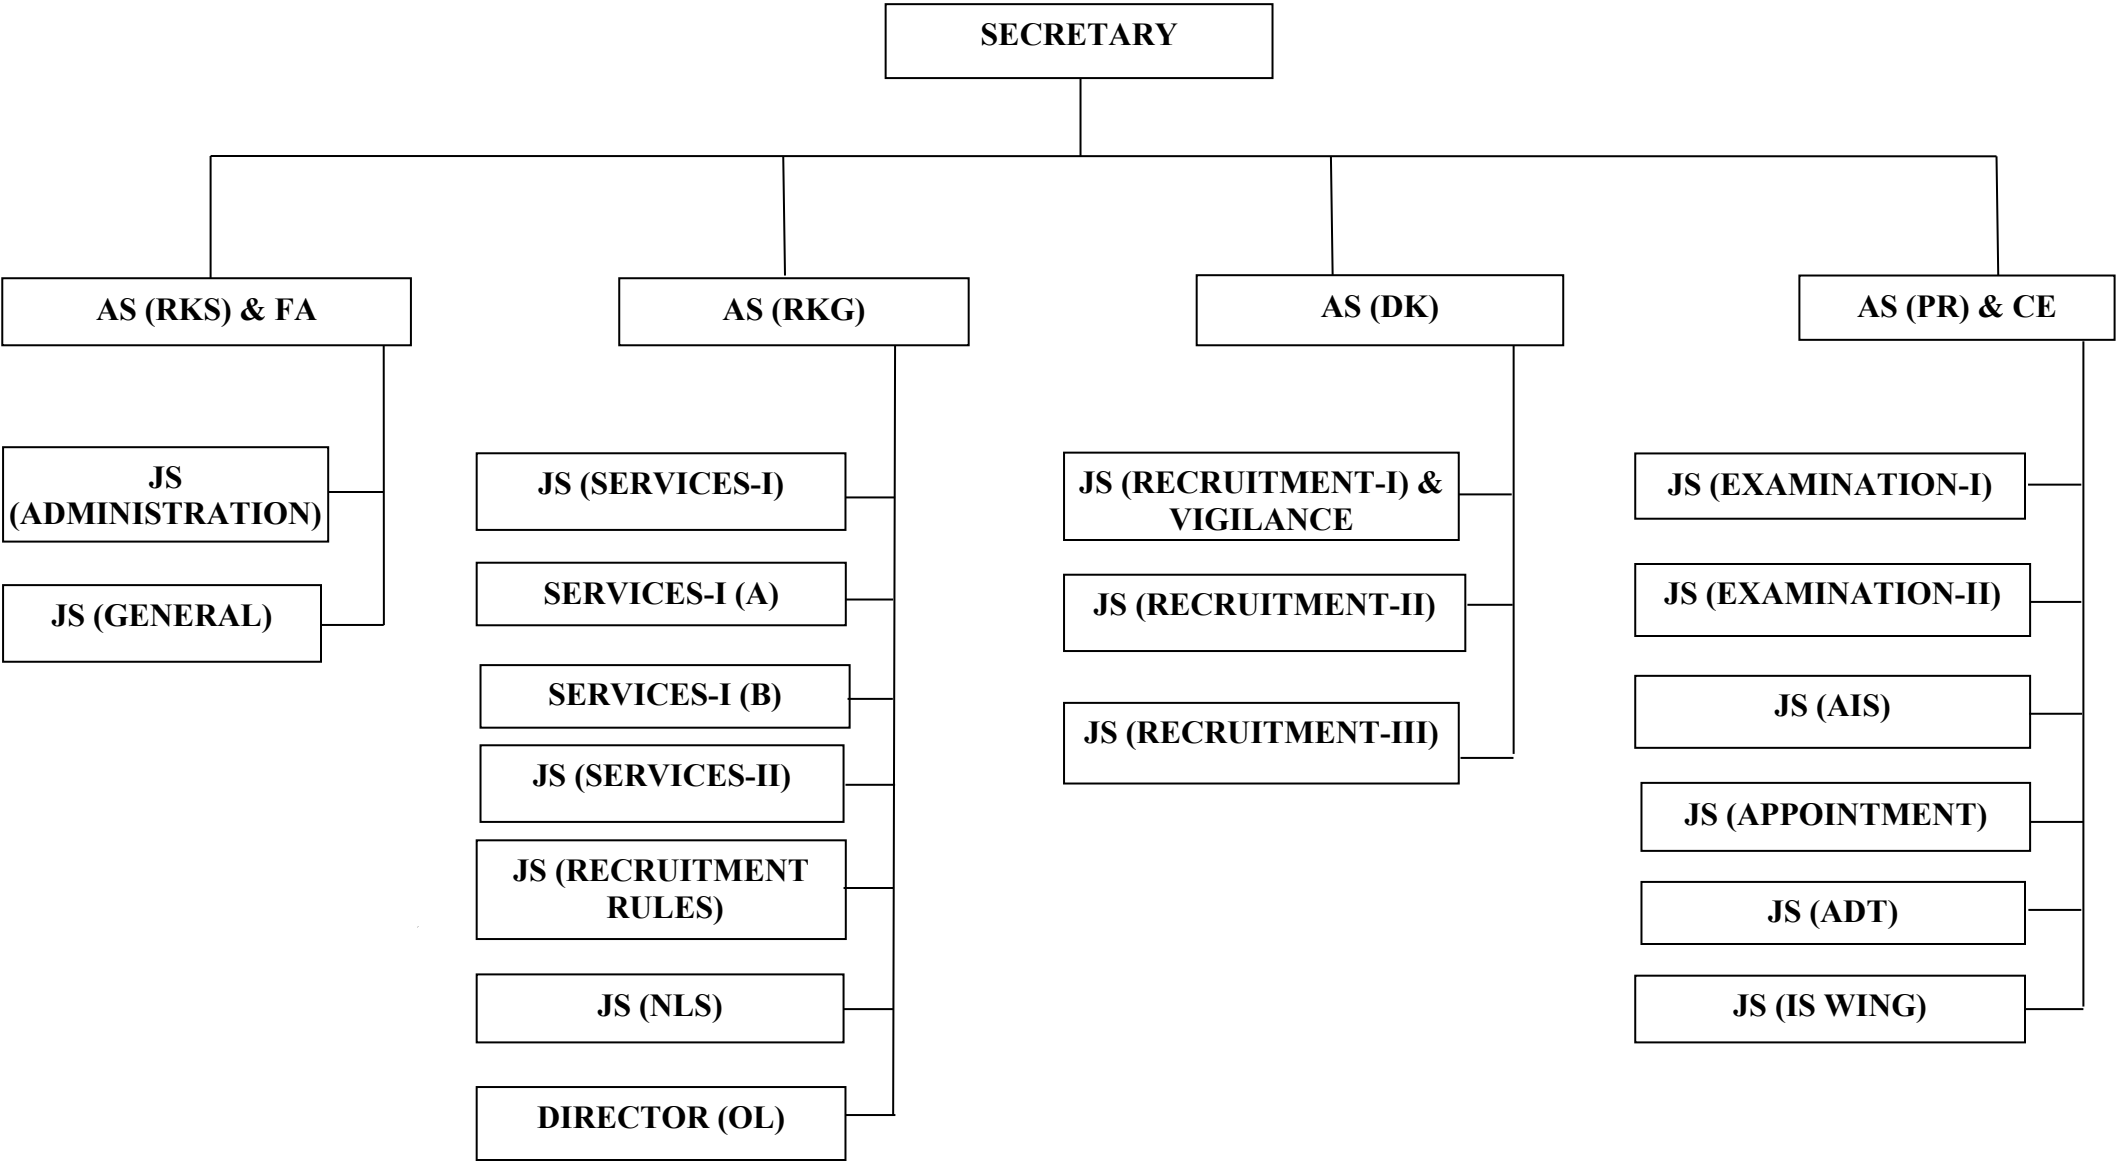 SECRETARY
AS (RKS) & FA
AS (RKG)
AS (DK)
AS (PR) & CE
JS
(ADMINISTRATION)
JS (GENERAL)
JS (SERVICES-I)
SERVICES-I (A)
SERVICES-I (B)
JS (SERVICES-II)
JS (RECRUITMENT
RULES)
JS (NLS)
DIRECTOR (OL)
JS (RECRUITMENT-I) &
VIGILANCE
JS (RECRUITMENT-II)
JS (RECRUITMENT-III)
JS (EXAMINATION-I)
JS (EXAMINATION-II)
JS (AIS)
JS (APPOINTMENT)
JS (ADT)
JS (IS WING)